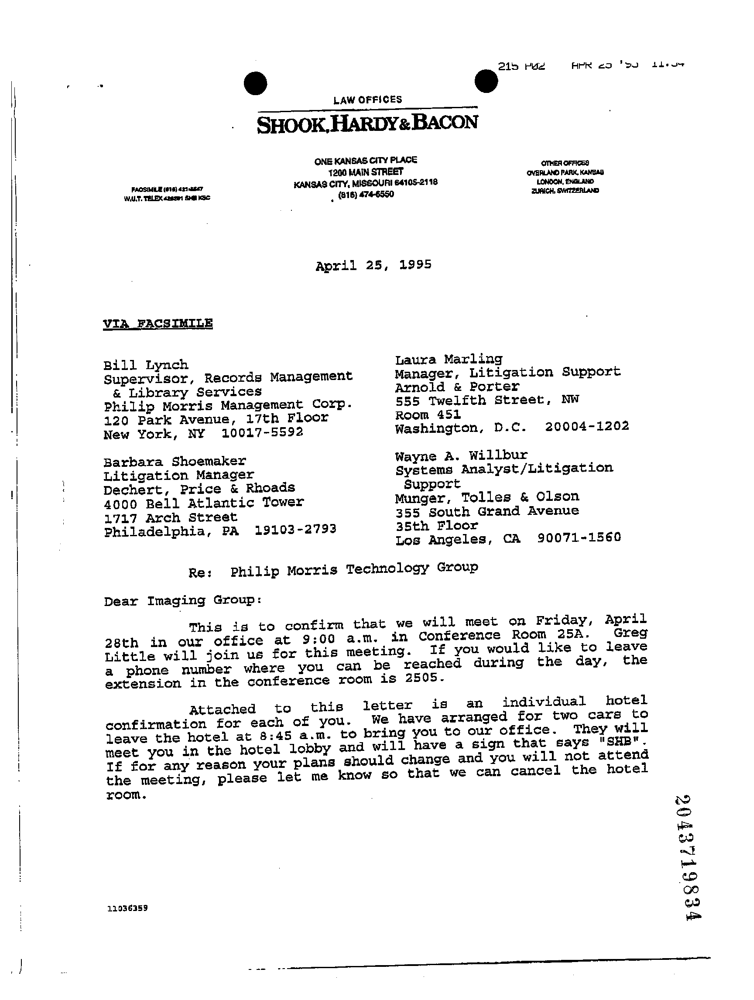 215 P02 APR 25 '95 11:54
LAW OFFICES
SHOOK, HARDY & BACON
ONE KANSAS CITY PLACE
1200 MAIN STREET
KANSAS CITY, MISSOURI 64105-2118
(816) 474-6550
FACSIMILE (816) 421-5547
W.U.T. TELEX SHB KSC
OTHER OFFICES
OVERLAND PARK, KANSAS
LONDON, ENGLAND
ZURICH, SWITZERLAND
April 25, 1995
VIA FACSIMILE
Bill Lynch
Supervisor, Records Management
& Library Services
Philip Morris Management Corp.
120 Park Avenue, 17th Floor
New York, NY 10017-5592
Laura Marling
Manager, Litigation Support
Arnold & Porter
555 Twelfth Street, NW
Room 451
Washington, D.C. 20004-1202
Barbara Shoemaker
Litigation Manager
Dechert, Price & Rhoads
4000 Bell Atlantic Tower
1717 Arch Street
Philadelphia, PA 19103-2793
Wayne A. Willbur
Systems Analyst/Litigation
Support
Munger, Tolles & Olson
355 South Grand Avenue
35th Floor
Los Angeles, CA 90071-1560
Re: Philip Morris Technology Group
Dear Imaging Group:
This is to confirm that we will meet on Friday, April
28th in our office at 9:00 a.m. in Conference Room 25A. Greg
Little will join us for this meeting. If you would like to leave
a phone number where you can be reached during the day, the
extension in the conference room is 2505.
Attached to this letter is an individual hotel
confirmation for each of you. We have arranged for two cars to
leave the hotel at 8:45 a.m. to bring you to our office. They will
meet you in the hotel lobby and will have a sign that says "SHB".
If for any reason your plans should change and you will not attend
the meeting, please let me know so that we can cancel the hotel
room.
11036359
2043719834